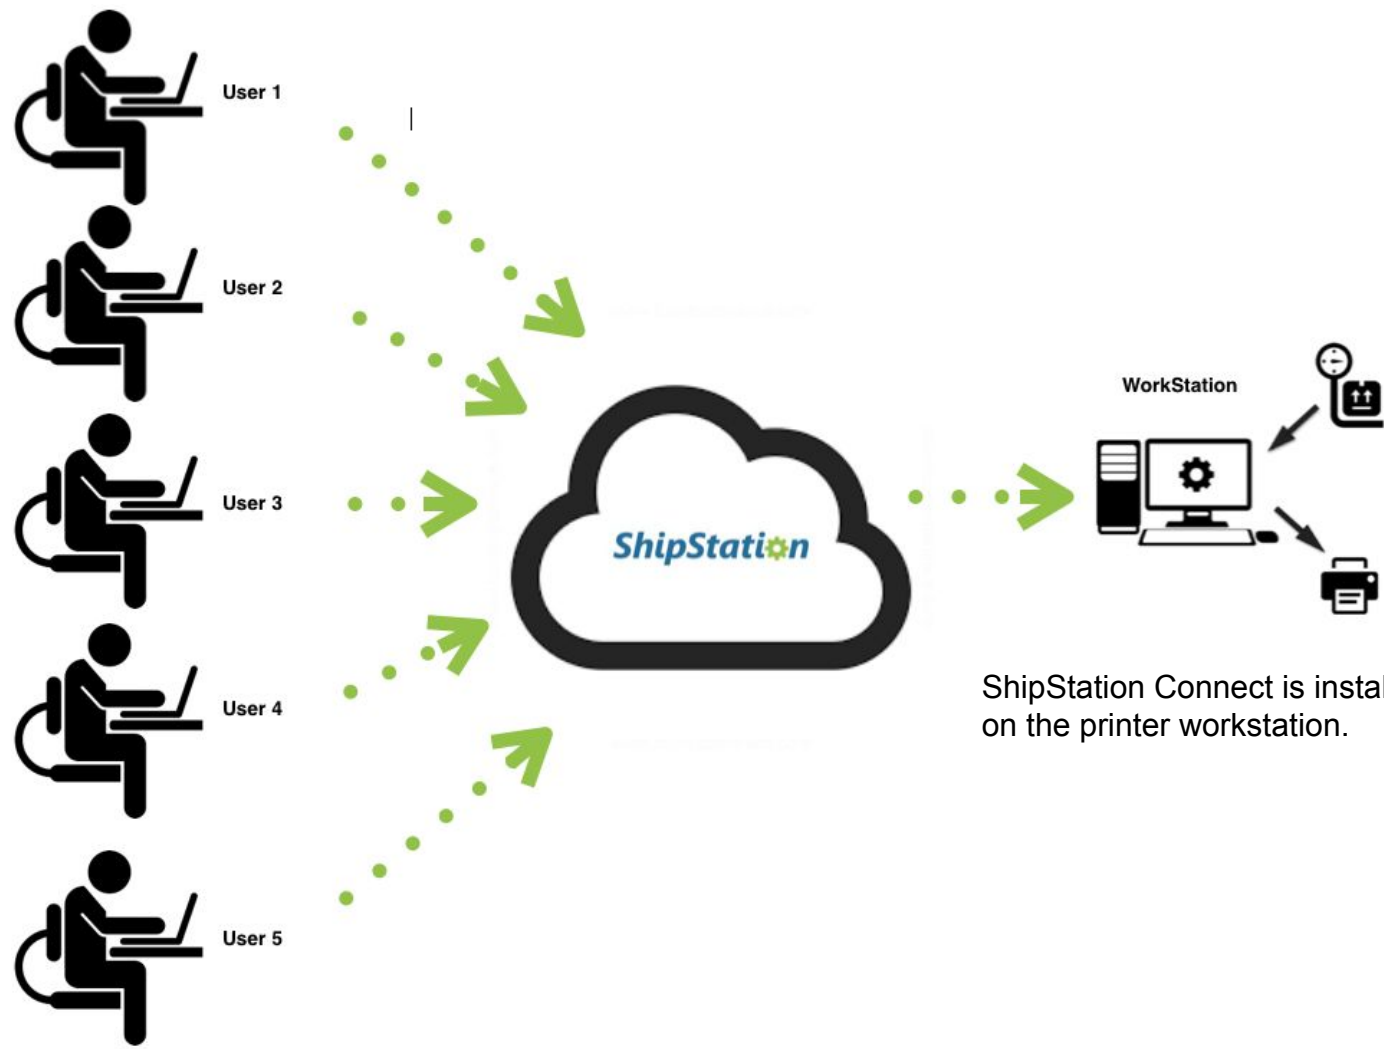 User 1
User 2
User 3
User 4
User 5
ShipStation
WorkStation
ShipStation Connect is instal
on the printer workstation.